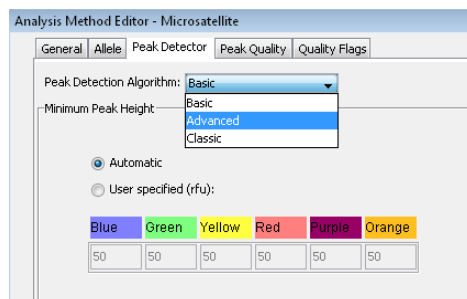 Analysis Method Editor - Microsatellite
General Allele Peak Detector Peak Quality Quality Flags
Peak Detection Algorithm: Basic
Basic
Minimum Peak Height
Advanced
Classic
Automatic
User specified (rfu):
Blue Green Yellow Red Purple Orange
50 50 50 50 50 50